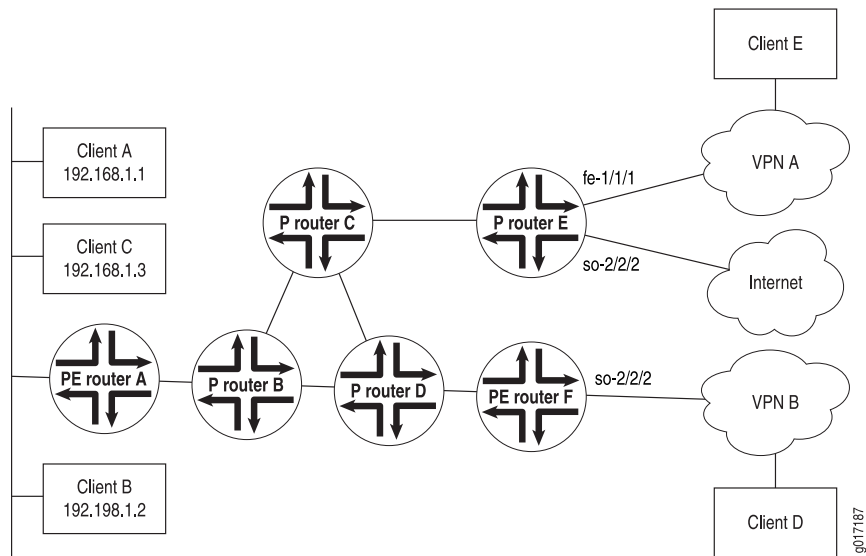 Client E
Client A
192.168.1.1
VPN A
fe-1/1/1
P router C
P router E
Client C
192.168.1.3
so-2/2/2
Internet
PE router A
P router B
P router D
PE router F
so-2/2/2
VPN B
Client B
192.198.1.2
Client D
g017187